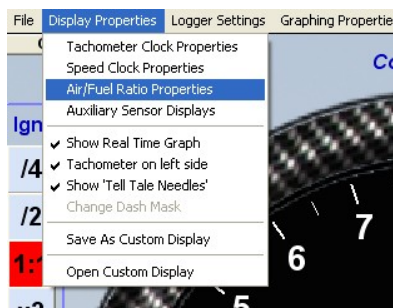 File Display Properties Logger Settings Graphing Propertie
Tachometer Clock Properties
Speed Clock Properties
Air/Fuel Ratio Properties
Auxiliary Sensor Displays
Ign
/4
✓ Show Real Time Graph
✓ Tachometer on left side
✓ Show 'Tell Tale Needles'
Change Dash Mask
/2
Save As Custom Display
1:
Open Custom Display
5
6
7